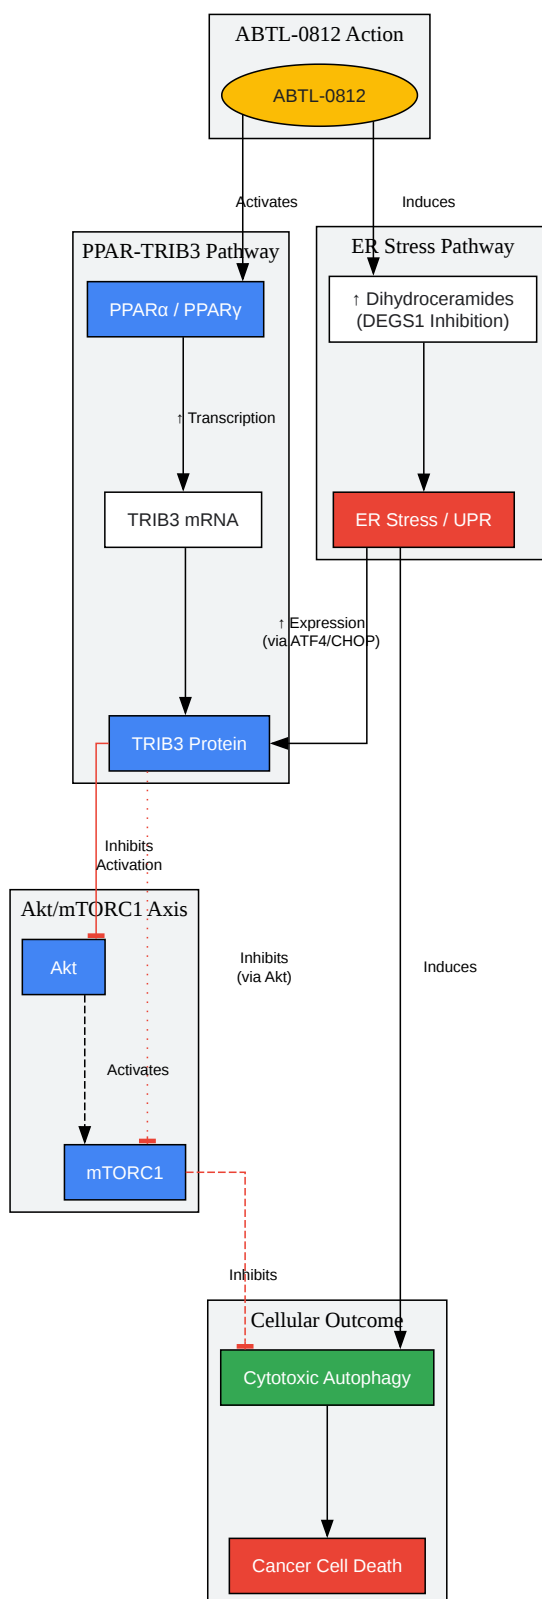 ABTL-0812 Action
ABTL-0812
Activates
Induces
PPAR-TRIB3 Pathway
ER Stress Pathway
PPARα / PPARγ
↑ Dihydroceramides
(DEGS1 Inhibition)
↑ Transcription
TRIB3 mRNA
ER Stress / UPR
↑ Expression
(via ATF4/CHOP)
TRIB3 Protein
Inhibits
Activation
Akt/mTORC1 Axis
Akt
Inhibits
(via Akt)
Induces
Activates
mTORC1
Inhibits
Cellular Outcome
Cytotoxic Autophagy
Cancer Cell Death